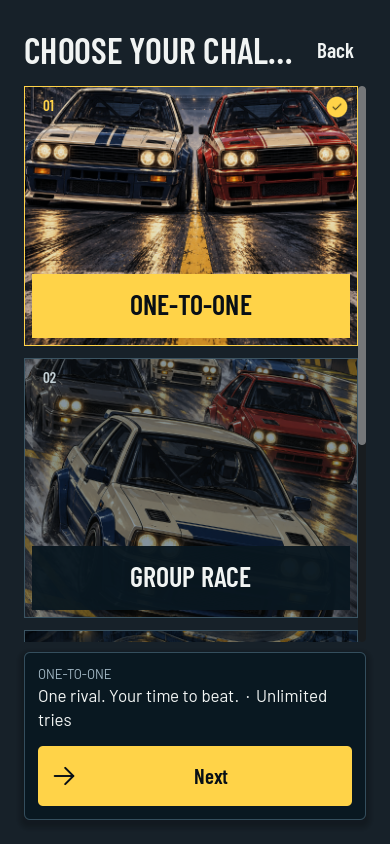 CHOOSE YOUR CHAL...
Back
01
ONE-TO-ONE
02
GROUP RACE
ONE-TO-ONE
One rival. Your time to beat. · Unlimited
tries
Next